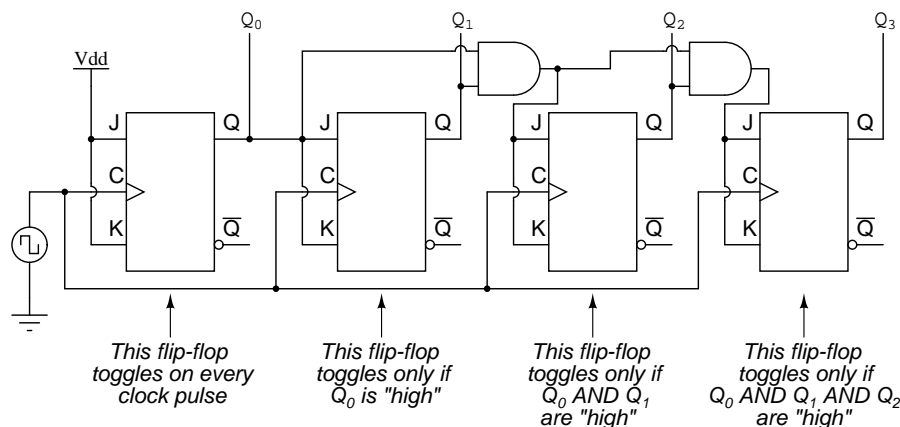 Q0 Q1 Q2 Q3
Vdd
J Q J Q J Q J Q
C C C C
K Q̅ K Q̅ K Q̅ K Q̅
This flip-flop
toggles on every
clock pulse
This flip-flop
toggles only if
Q0 is "high"
This flip-flop
toggles only if
Q0 AND Q1
are "high"
This flip-flop
toggles only if
Q0 AND Q1 AND Q2
are "high"